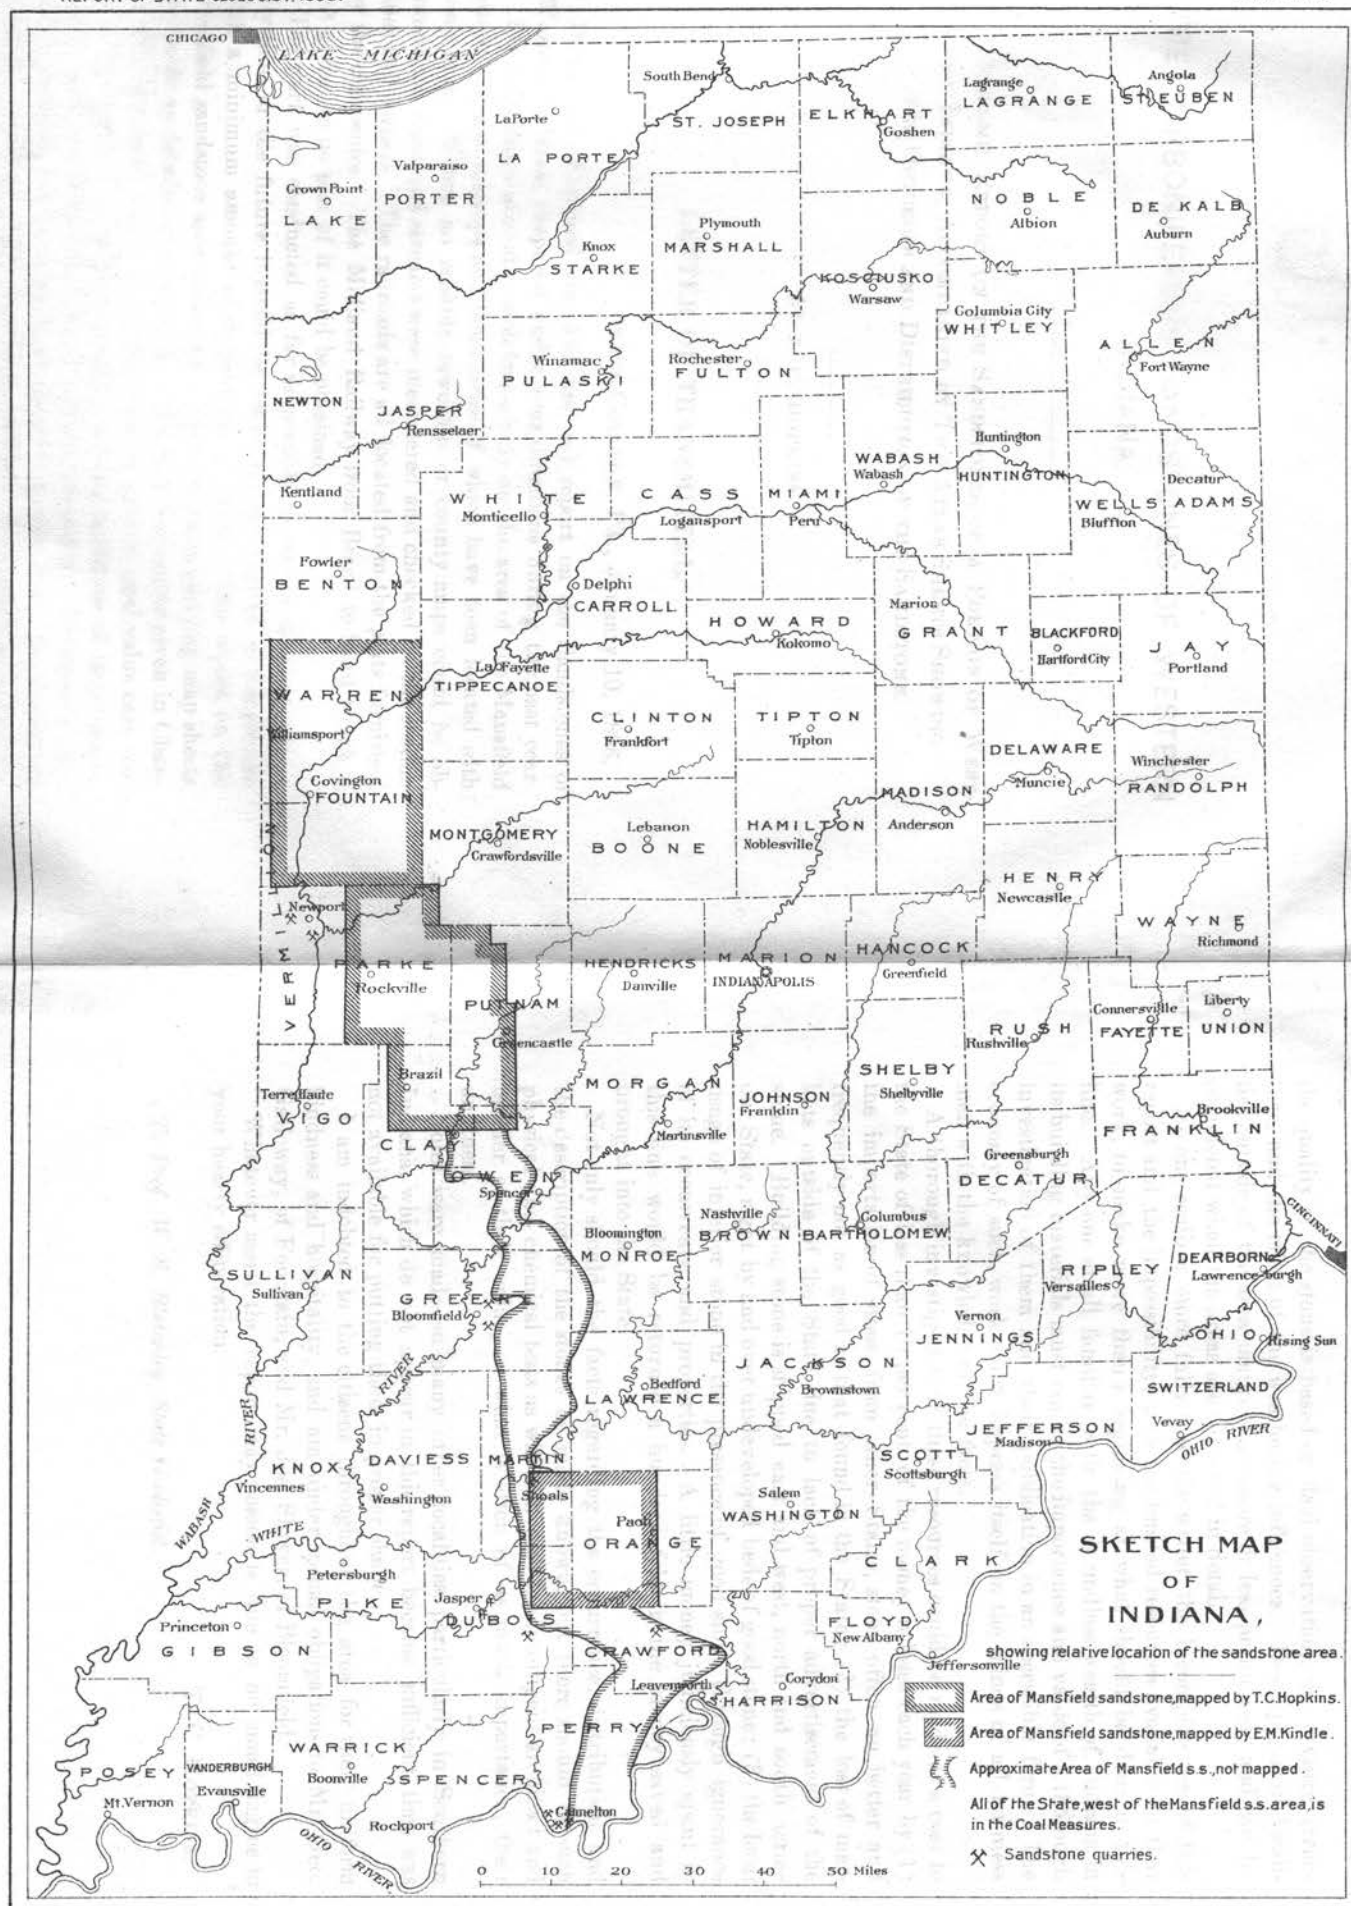 CHICAGO
LAKE MICHIGAN
South Bend
ST. JOSEPH
ELKHART
Goshen
Lagrange
LAGRANGE
Angola
STEUBEN
LaPorte
LA PORTE
Valparaiso
PORTER
Crown Point
LAKE
Knox
STARKE
Plymouth
MARSHALL
KOSCIUSKO
Warsaw
NOBLE
Albion
DE KALB
Auburn
Columbia City
WHITLEY
ALLEN
Fort Wayne
NEWTON
JASPER
Rensselaer
Winamac
PULASKI
Rochester
FULTON
Kentland
WHITE
Monticello
CASS
Logansport
MIAMI
Peru
WABASH
Wabash
Huntington
HUNTINGTON
WELLS
Bluffton
Decatur
ADAMS
Fowler
BENTON
Delphi
CARROLL
HOWARD
Kokomo
Marion
GRANT
BLACKFORD
Hartford City
JAY
Portland
WARREN
Williamsport
La Fayette
TIPPECANOE
CLINTON
Frankfort
TIPTON
Tipton
DELAWARE
Muncie
Winchester
RANDOLPH
Covington
FOUNTAIN
MONTGOMERY
Crawfordsville
Lebanon
BOONE
HAMILTON
Noblesville
MADISON
Anderson
HENRY
Newcastle
WAYNE
Richmond
VERMILLION
Newport
PARKE
Rockville
PUTNAM
Greencastle
HENDRICKS
Danville
MARION
INDIANAPOLIS
HANCOCK
Greenfield
RUSH
Rushville
Connersville
FAYETTE
Liberty
UNION
Terre Haute
VIGO
Brazil
CLAY
OWEN
Spencer
MORGAN
Martinsville
JOHNSON
Franklin
SHELBY
Shelbyville
Brookville
FRANKLIN
Greensburgh
DECATUR
CINCINNATI
SULLIVAN
Sullivan
GREENE
Bloomfield
Bloomington
MONROE
Nashville
BROWN
Columbus
BARTHOLOMEW
Vernon
JENNINGS
RIPLEY
Versailles
DEARBORN
Lawrenceburgh
OHIO
Rising Sun
SWITZERLAND
Vevay
OHIO RIVER
WABASH RIVER
KNOX
Vincennes
WHITE RIVER
DAVIESS
Washington
MARTIN
Shoals
Bedford
LAWRENCE
JACKSON
Brownstown
JEFFERSON
Madison
SCOTT
Scottsburgh
Paoli
ORANGE
Salem
WASHINGTON
CLARK
Petersburgh
PIKE
Jasper
DUBOIS
Princeton
GIBSON
CRAWFORD
Leavenworth
Corydon
HARRISON
FLOYD
New Albany
Jeffersonville
PERRY
Cannelton
POSEY
Mt. Vernon
VANDERBURGH
Evansville
WARRICK
Boonville
SPENCER
Rockport
OHIO RIVER.
SKETCH MAP
OF
INDIANA,
showing relative location of the sandstone area.
Area of Mansfield sandstone, mapped by T.C. Hopkins.
Area of Mansfield sandstone, mapped by E.M. Kindle.
Approximate Area of Mansfield s.s., not mapped.
All of the State, west of the Mansfield s.s. area, is
in the Coal Measures.
Sandstone quarries.
0 10 20 30 40 50 Miles